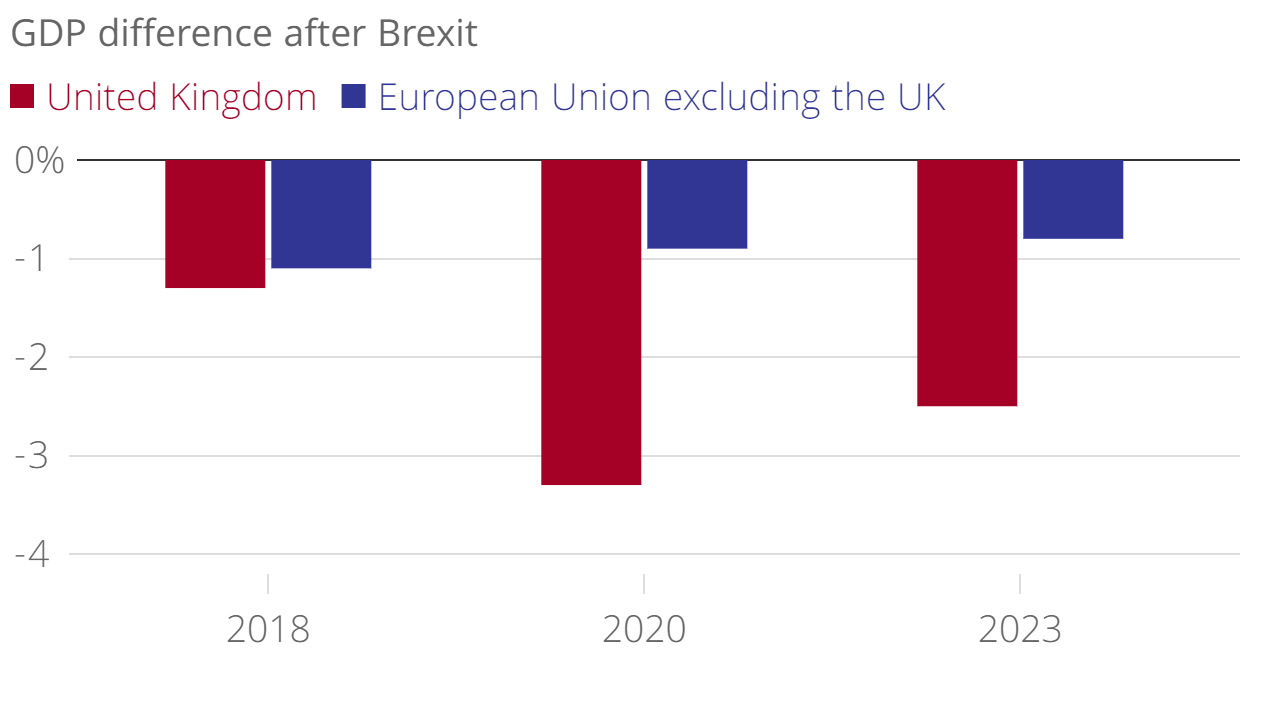 GDP difference after Brexit
United Kingdom European Union excluding the UK
0%
-1
-2
-3
-4
2018 2020 2023